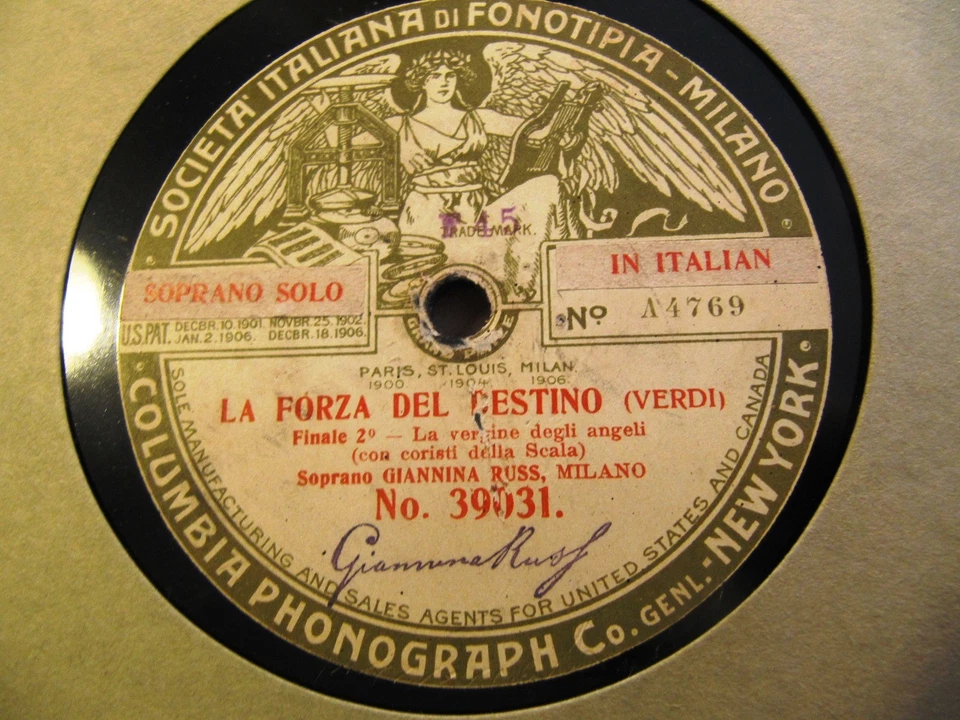 SOCIETA' ITALIANA DI FONOTIPIA - MILANO
TRADE MARK.
SOPRANO SOLO
IN ITALIAN
Nº A4769
U.S. PAT. DECBR. 10. 1901. NOVBR. 25. 1902.
JAN. 2. 1906. DECBR. 18. 1906.
PARIS, ST. LOUIS, MILAN.
1900. 1904. 1906.
LA FORZA DEL DESTINO (VERDI)
Finale 2º — La vergine degli angeli
(con coristi della Scala)
Soprano GIANNINA RUSS, MILANO
No. 39031.
Giannina Russ
SOLE MANUFACTURING AND SALES AGENTS FOR UNITED STATES AND CANADA
COLUMBIA PHONOGRAPH Co. GENL. - NEW YORK